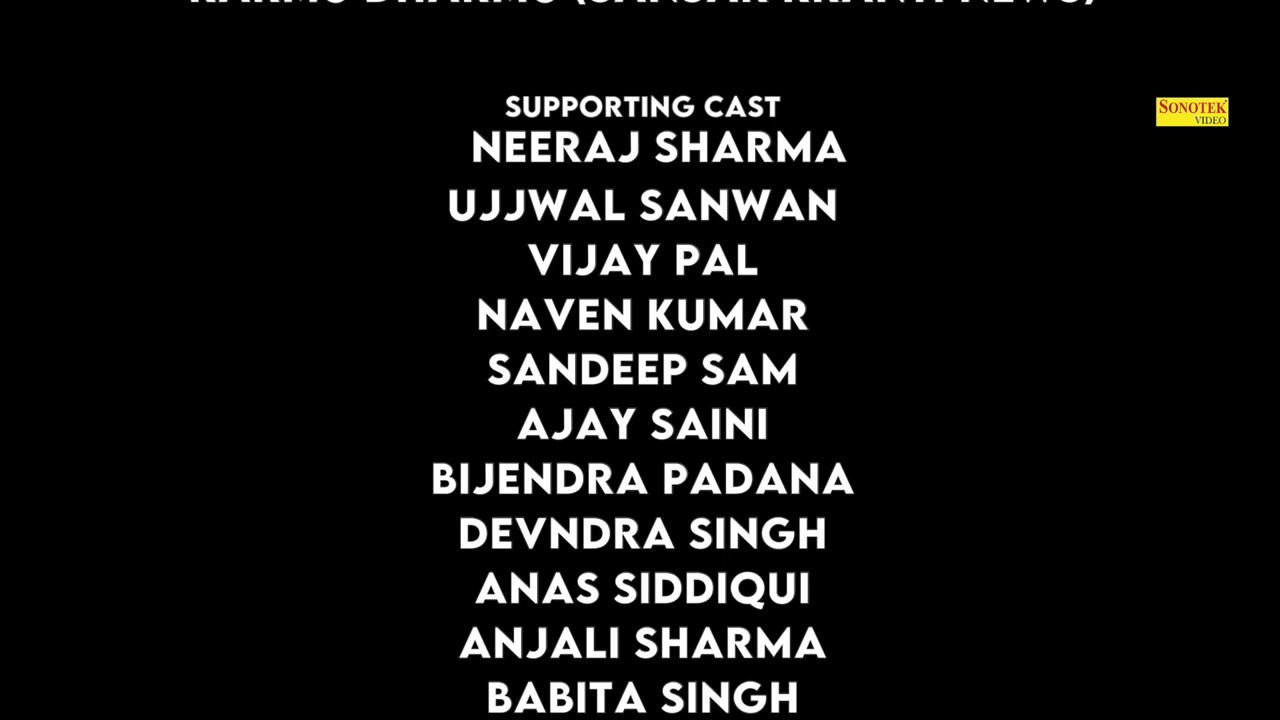 SUPPORTING CAST
NEERAJ SHARMA
UJJWAL SANWAN
VIJAY PAL
NAVEN KUMAR
SANDEEP SAM
AJAY SAINI
BIJENDRA PADANA
DEVNDRA SINGH
ANAS SIDDIQUI
ANJALI SHARMA
BABITA SINGH
SONOTEK
VIDEO